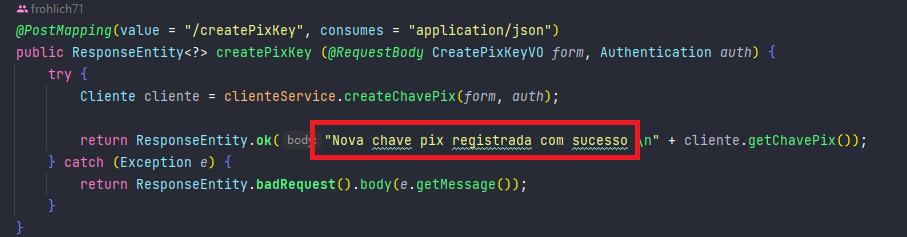 frohlich71
@PostMapping(value = "/createPixKey", consumes = "application/json")
public ResponseEntity<?> createPixKey (@RequestBody CreatePixKeyVO form, Authentication auth) {
try {
Cliente cliente = clienteService.createChavePix(form, auth);
return ResponseEntity.ok( body: "Nova chave pix registrada com sucesso \n" + cliente.getChavePix());
} catch (Exception e) {
return ResponseEntity.badRequest().body(e.getMessage());
}
}